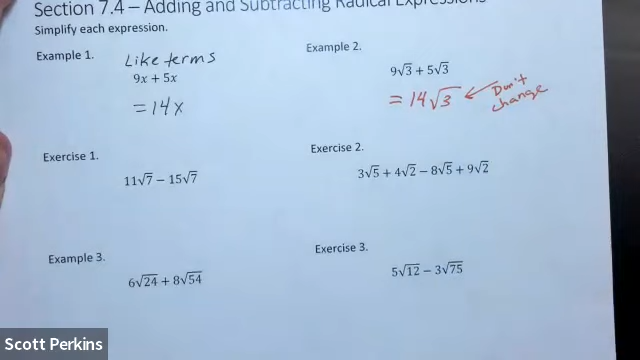 Section 7.4 – Adding and Subtracting Radical Expressions
Simplify each expression.
Example 1.
Like terms
9x + 5x
= 14x
Example 2.
9√3 + 5√3
= 14√3
Don't
change
Exercise 1.
11√7 − 15√7
Exercise 2.
3√5 + 4√2 − 8√5 + 9√2
Example 3.
6√24 + 8√54
Exercise 3.
5√12 − 3√75
Scott Perkins